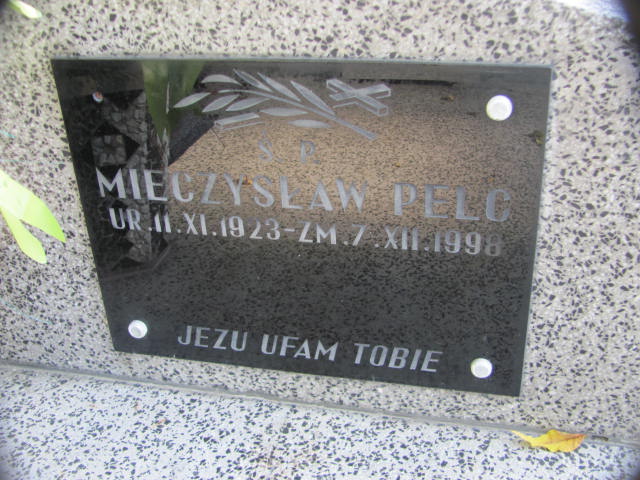 Ś.P.
MIECZYSŁAW PELC
UR.11.XI.1923-ZM.7.XII.1998
JEZU UFAM TOBIE